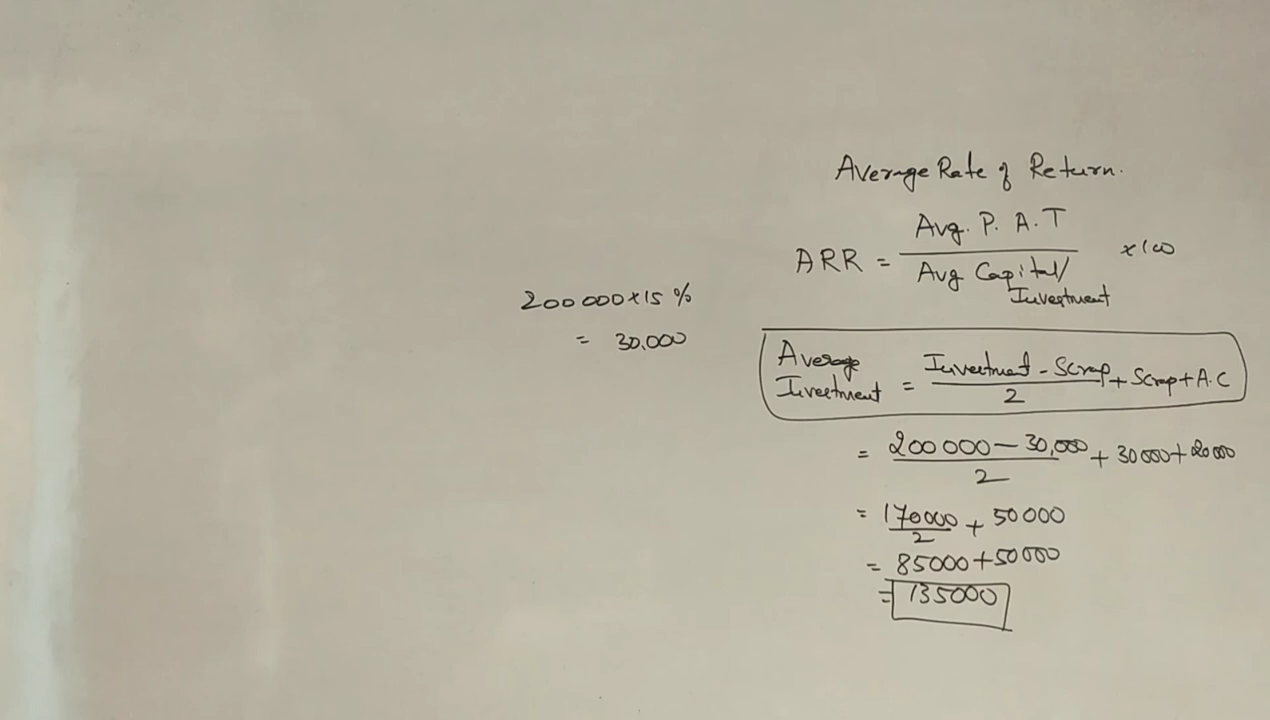 Average Rate of Return.
ARR = Avg. P. A. T / Avg Capital/Investment × 100
200000×15 %
= 30,000
Average Investment = Investment - Scrap / 2 + Scrap + A.C
= 200000 — 30,000 / 2 + 30000 + 20000
= 170000 / 2 + 50000
= 85000 + 50000
= 135000